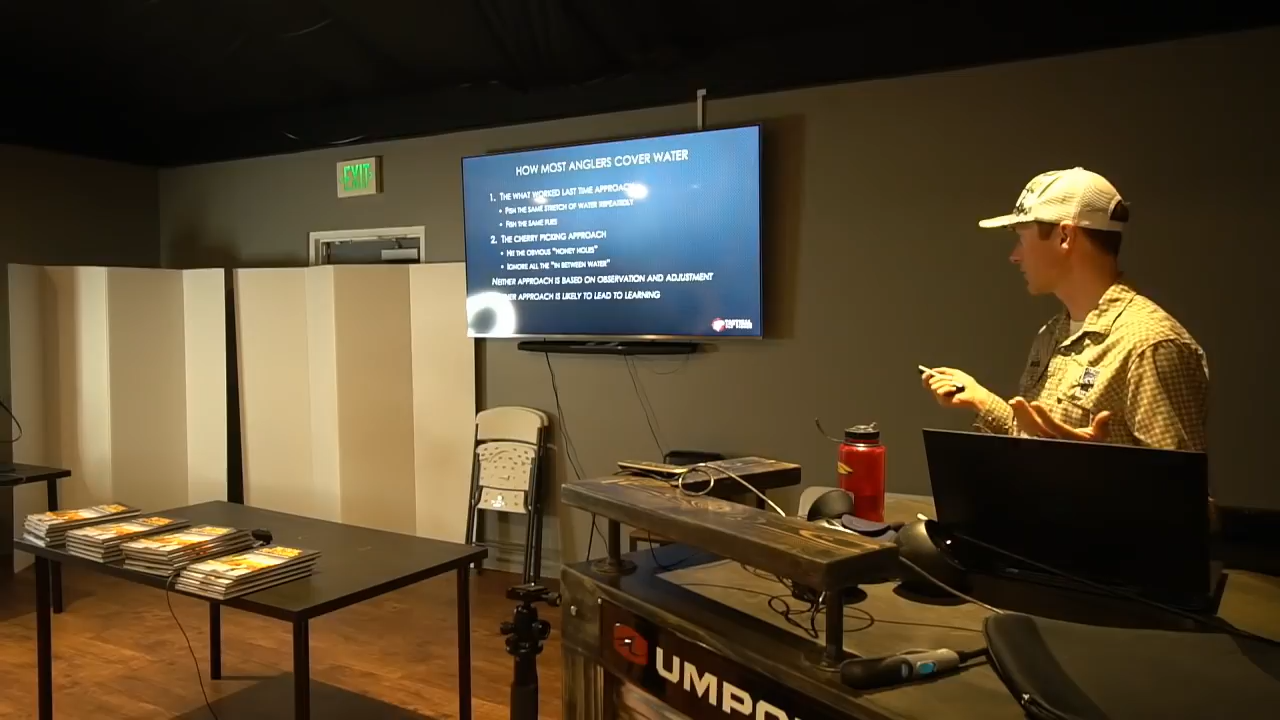 EXIT
HOW MOST ANGLERS COVER WATER
1. THE WHAT WORKED LAST TIME APPROACH
• FISH THE SAME STRETCH OF WATER REPEATEDLY
• FISH THE SAME FLIES
2. THE CHERRY PICKING APPROACH
• HIT THE OBVIOUS "HONEY HOLES"
• IGNORE ALL THE "IN BETWEEN WATER"
NEITHER APPROACH IS BASED ON OBSERVATION AND ADJUSTMENT
APPROACH IS LIKELY TO LEAD TO LEARNING
TACTICAL
UMPQ